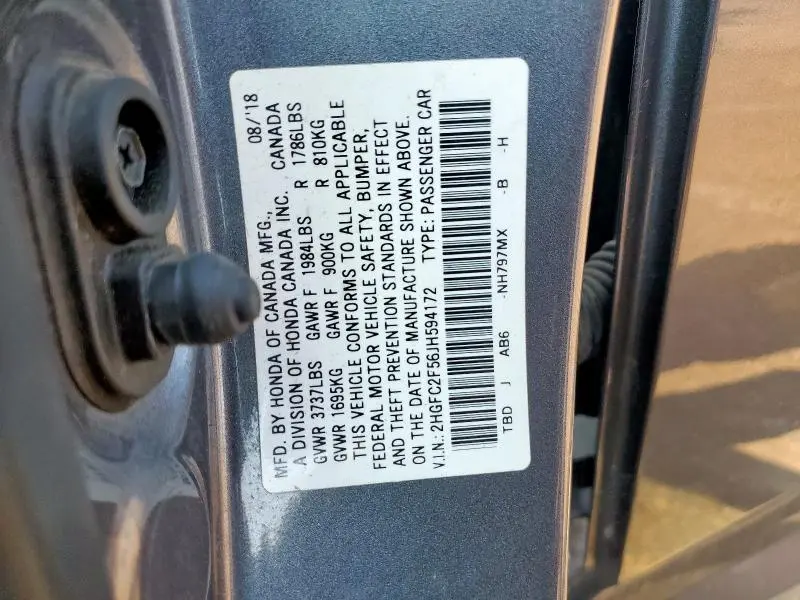 MFD. BY HONDA OF CANADA MFG., 08/'18
A DIVISION OF HONDA CANADA INC. CANADA
GVWR 3737LBS GAWR F 1984LBS R 1786LBS
GVWR 1695KG GAWR F 900KG R 810KG
THIS VEHICLE CONFORMS TO ALL APPLICABLE
FEDERAL MOTOR VEHICLE SAFETY, BUMPER,
AND THEFT PREVENTION STANDARDS IN EFFECT
ON THE DATE OF MANUFACTURE SHOWN ABOVE.
V.I.N.: 2HGFC2F56JH594172 TYPE: PASSENGER CAR
TBD J AB6 -NH797MX -B -H